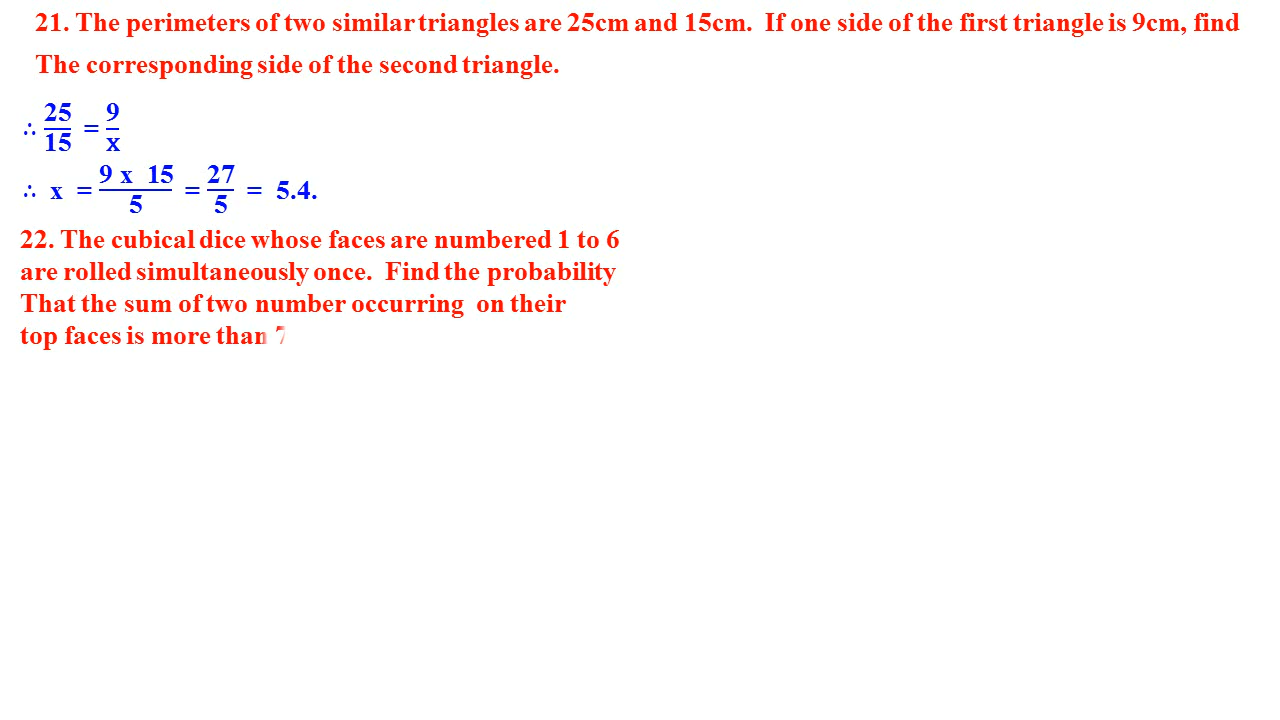 21. The perimeters of two similar triangles are 25cm and 15cm. If one side of the first triangle is 9cm, find
The corresponding side of the second triangle.
∴ 25/15 = 9/x
∴ x = 9 x 15/5 = 27/5 = 5.4.
22. The cubical dice whose faces are numbered 1 to 6
are rolled simultaneously once. Find the probability
That the sum of two number occurring on their
top faces is more than 7